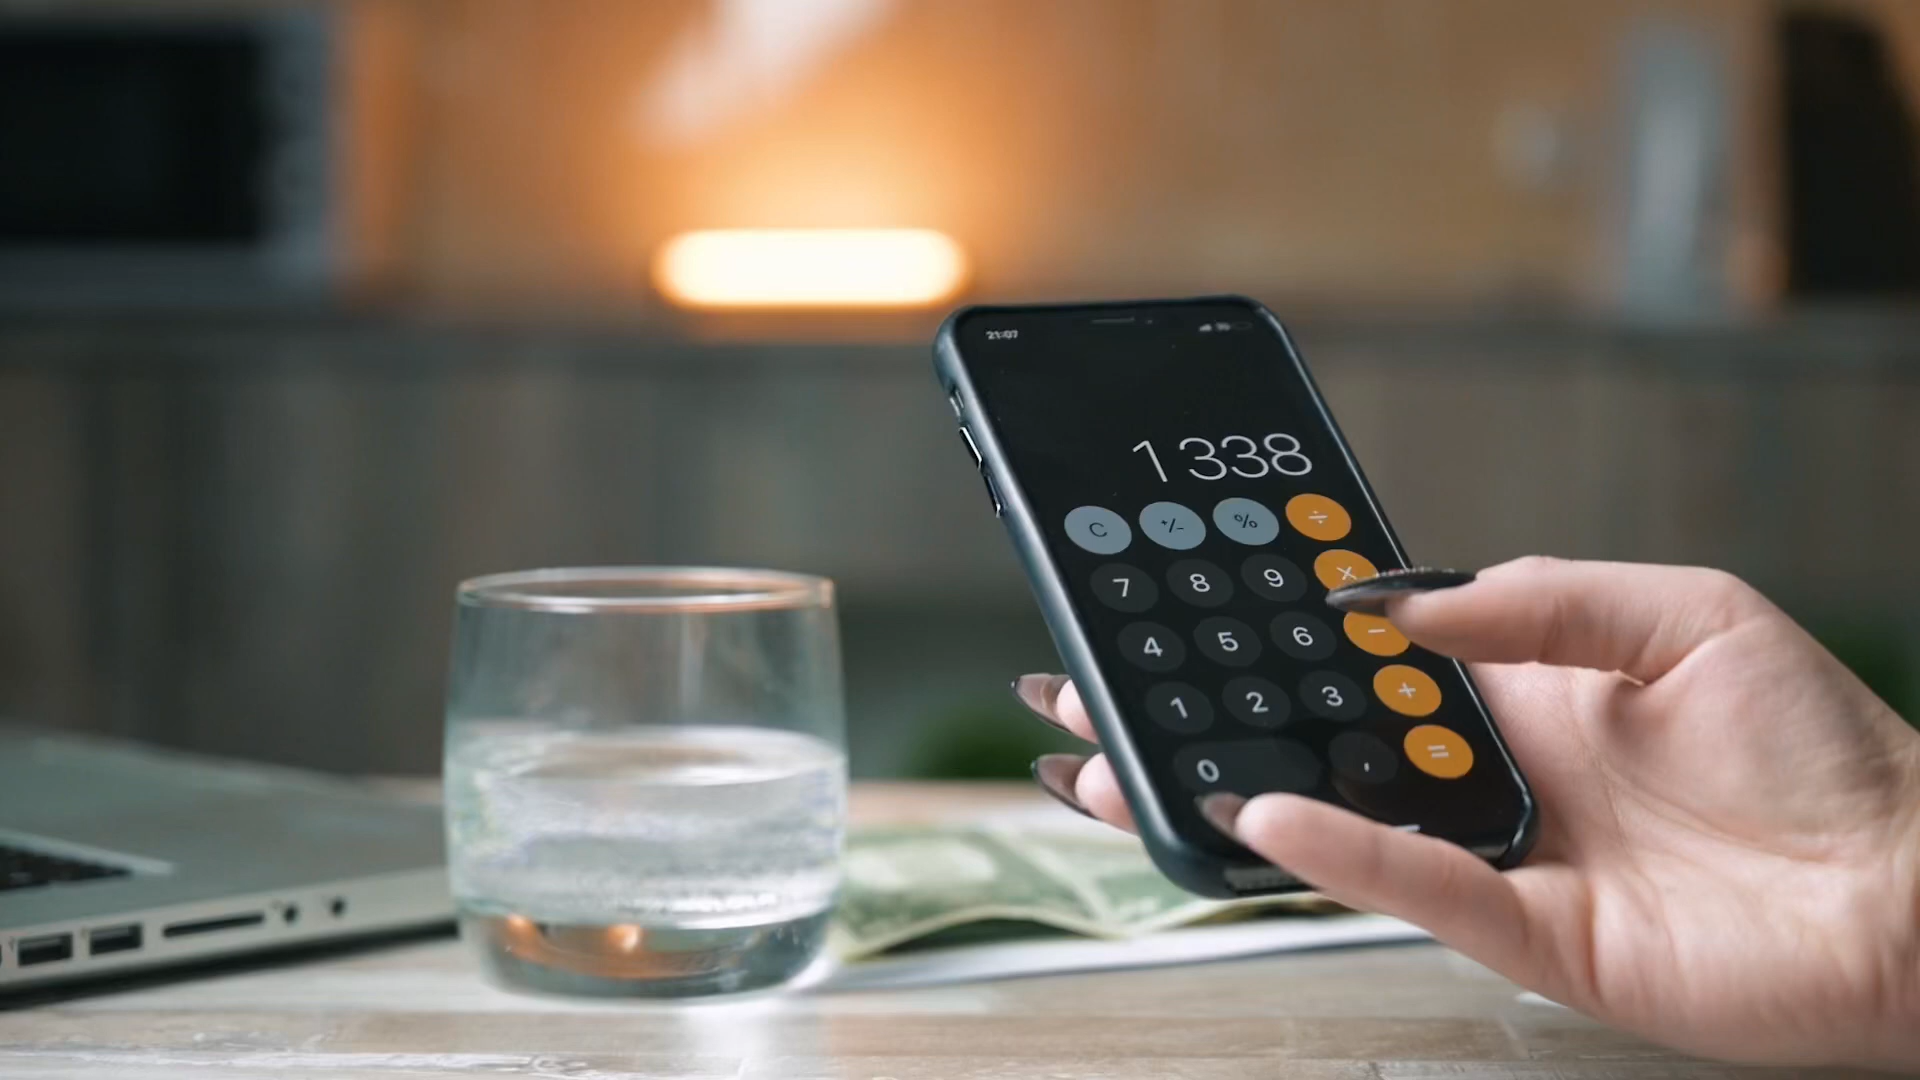 21:07
1 338
C +/- % ÷
7 8 9 ×
4 5 6 −
1 2 3 +
0 , =